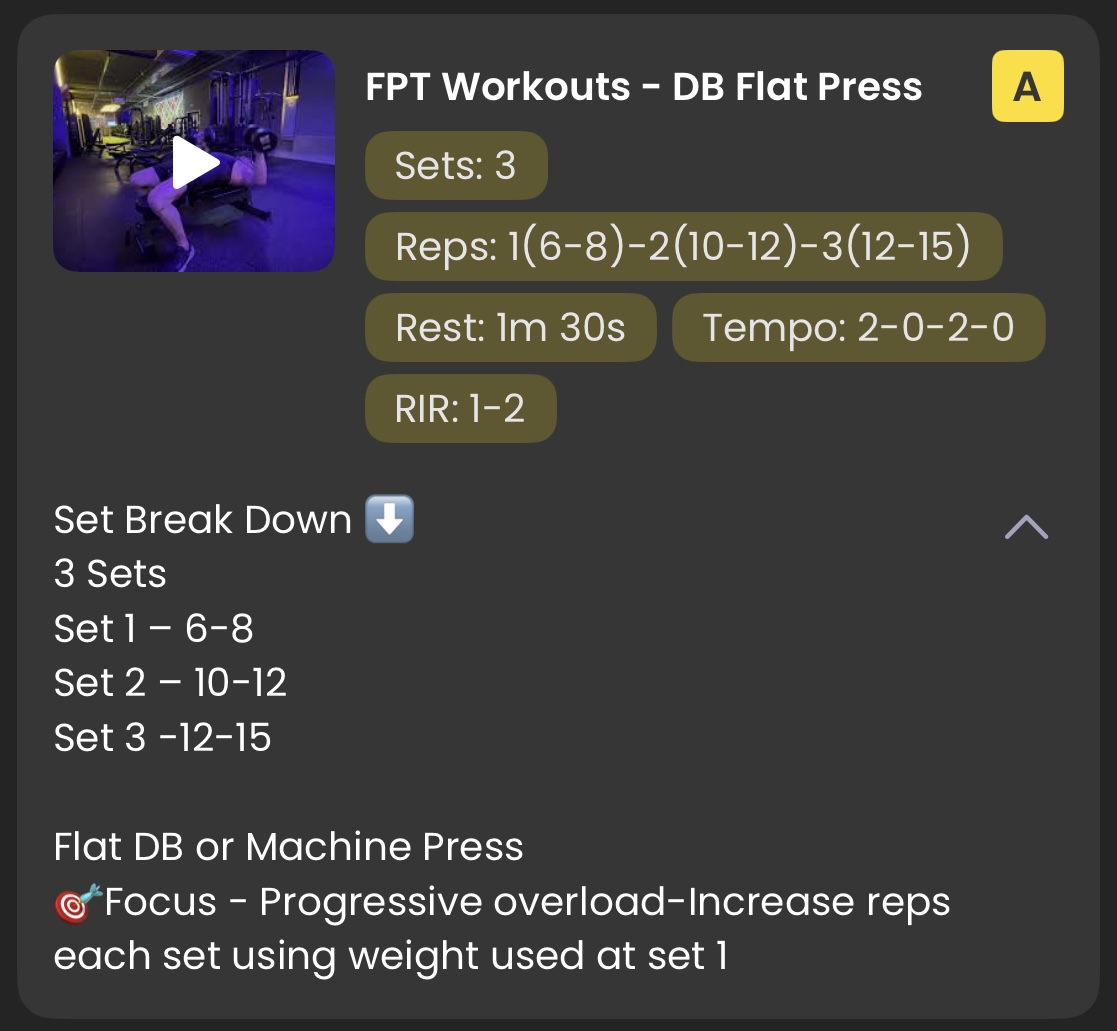 FPT Workouts - DB Flat Press
A
Sets: 3
Reps: 1(6-8)-2(10-12)-3(12-15)
Rest: 1m 30s
Tempo: 2-0-2-0
RIR: 1-2
Set Break Down ⬇️
3 Sets
Set 1 – 6-8
Set 2 – 10-12
Set 3 -12-15
Flat DB or Machine Press
🎯Focus - Progressive overload-Increase reps
each set using weight used at set 1